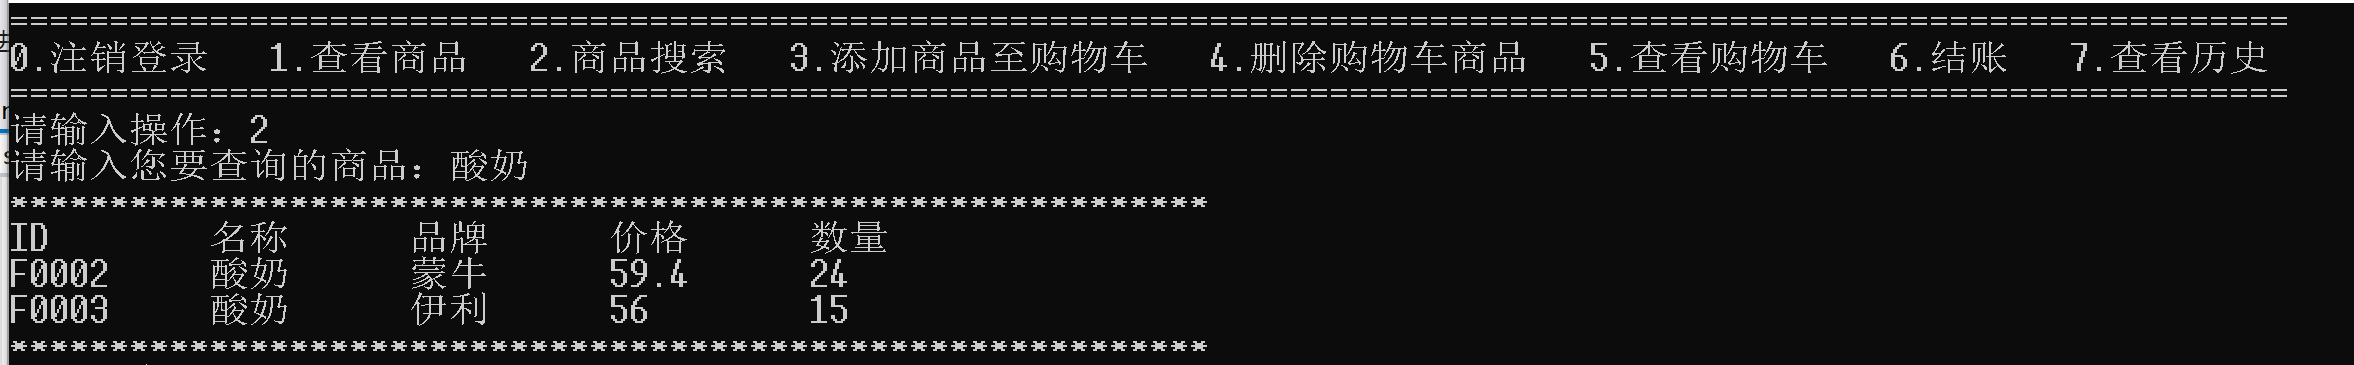 ==================================================================================================================
0.注销登录   1.查看商品   2.商品搜索   3.添加商品至购物车   4.删除购物车商品   5.查看购物车   6.结账   7.查看历史
==================================================================================================================
请输入操作：2
请输入您要查询的商品：酸奶
************************************************************
ID        名称      品牌      价格      数量
F0002     酸奶      蒙牛      59.4      24
F0003     酸奶      伊利      56        15
************************************************************